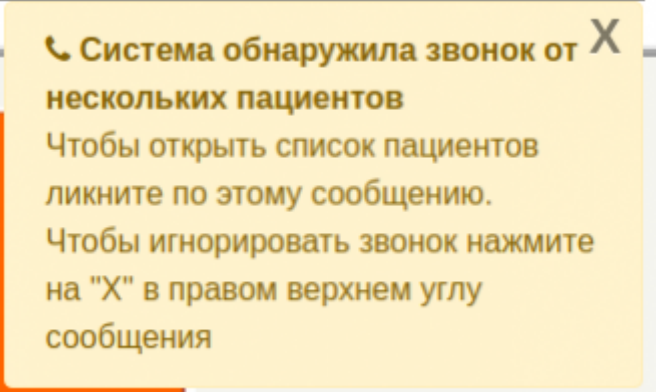 Система обнаружила звонок от X
нескольких пациентов
Чтобы открыть список пациентов
ликните по этому сообщению.
Чтобы игнорировать звонок нажмите
на "X" в правом верхнем углу
сообщения